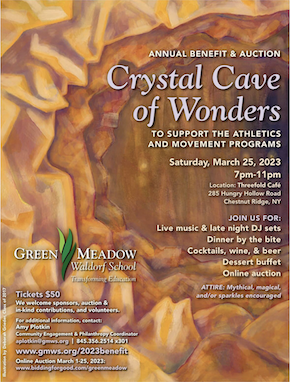 ANNUAL BENEFIT & AUCTION
Crystal Cave
of Wonders
TO SUPPORT THE ATHLETICS
AND MOVEMENT PROGRAMS
Saturday, March 25, 2023
7pm-11pm
Location: Threefold Café
285 Hungry Hollow Road
Chestnut Ridge, NY
JOIN US FOR:
Live music & late night DJ sets
Dinner by the bite
Cocktails, wine, & beer
Dessert buffet
Online auction
ATTIRE: Mythical, magical,
and/or sparkles encouraged
GREEN MEADOW
Waldorf School
Transforming Education
Tickets $50
We welcome sponsors, auction &
in-kind contributions, and volunteers.
For additional information, contact:
Amy Plotkin
Community Engagement & Philanthropy Coordinator
aplotkin@gmws.org | 845.356.2514 x301
www.gmws.org/2023benefit
Online Auction March 1-25, 2023:
www.biddingforgood.com/greenmeadow